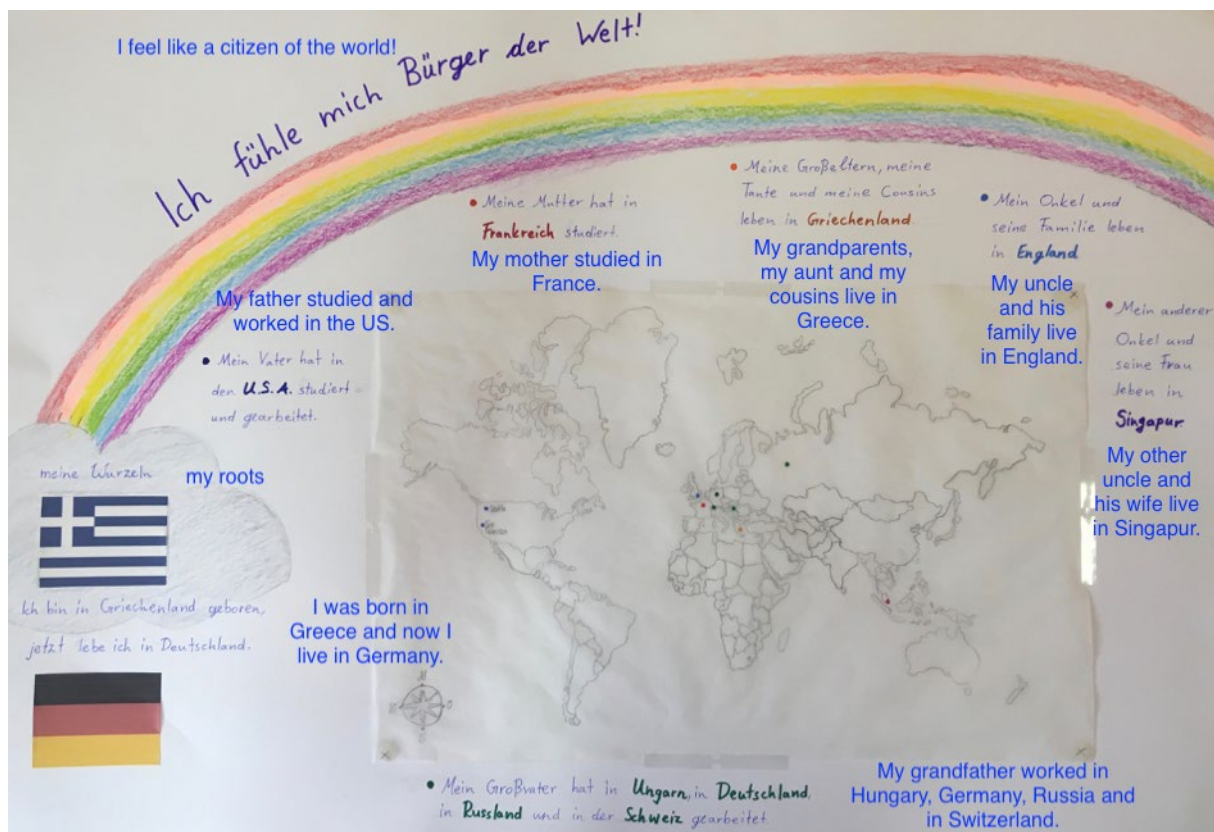 I feel like a citizen of the world!
Ich fühle mich Bürger der Welt!
• Meine Mutter hat in
Frankreich studiert.
My mother studied in
France.
• Meine Großeltern, meine
Tante und meine Cousins
leben in Griechenland.
My grandparents,
my aunt and my
cousins live in
Greece.
• Mein Onkel und
seine Familie leben
in England
My uncle
and his
family live
in England.
• Mein anderer
Onkel und
seine Frau
leben in
Singapur
My other
uncle and
his wife live
in Singapur.
My father studied and
worked in the US.
• Mein Vater hat in
den U.S.A. studiert
und gearbeitet.
meine Wurzeln
my roots
Ich bin in Griechenland geboren,
jetzt lebe ich in Deutschland.
I was born in
Greece and now I
live in Germany.
• Mein Großvater hat in Ungarn, in Deutschland,
in Russland und in der Schweiz gearbeitet.
My grandfather worked in
Hungary, Germany, Russia and
in Switzerland.